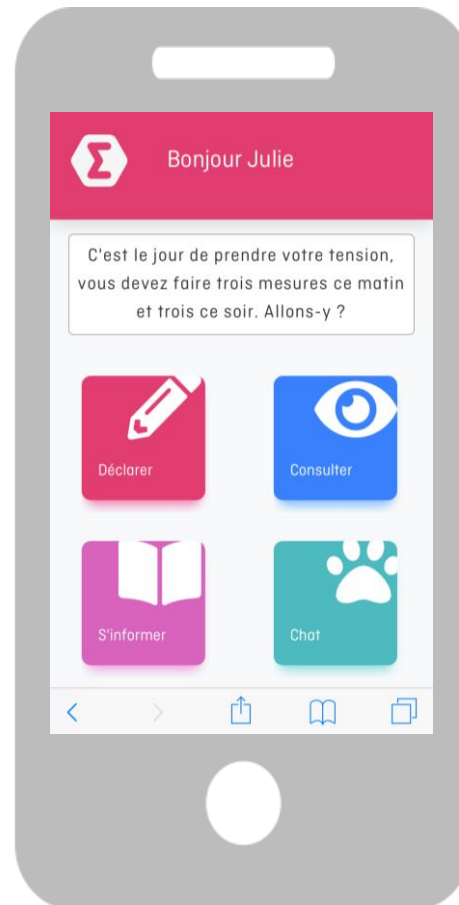 Σ
Bonjour Julie
C'est le jour de prendre votre tension,
vous devez faire trois mesures ce matin
et trois ce soir. Allons-y ?
Déclarer
Consulter
S'informer
Chat